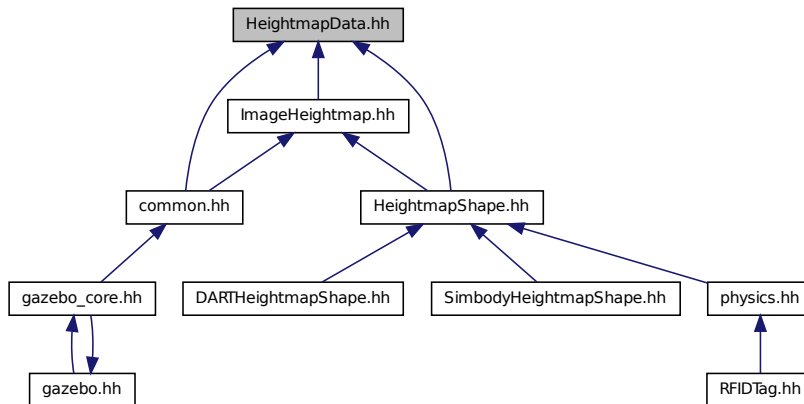 HeightmapData.hh
ImageHeightmap.hh
common.hh
HeightmapShape.hh
gazebo_core.hh
DARTHeightmapShape.hh
SimbodyHeightmapShape.hh
physics.hh
gazebo.hh
RFIDTag.hh